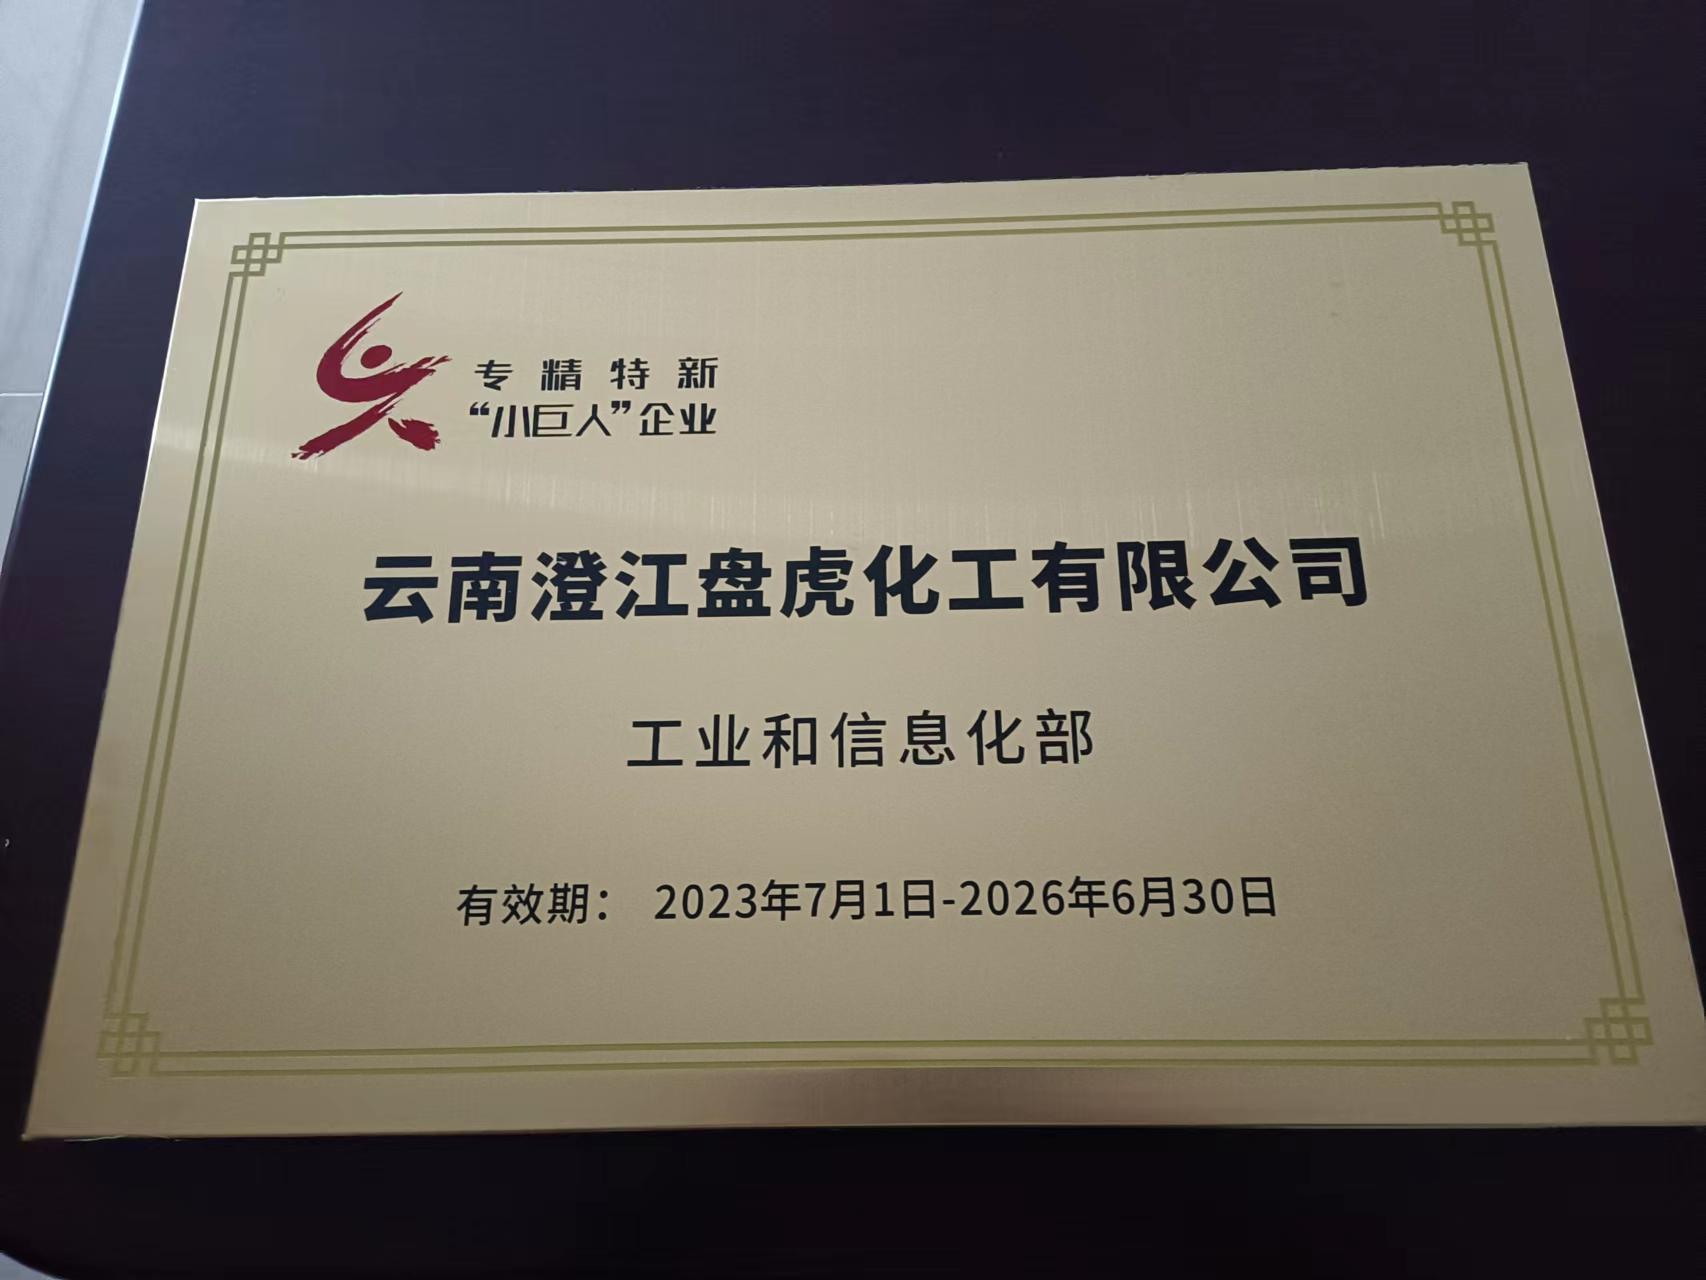 专精特新
“小巨人”企业
云南澄江盘虎化工有限公司
工业和信息化部
有效期： 2023年7月1日-2026年6月30日